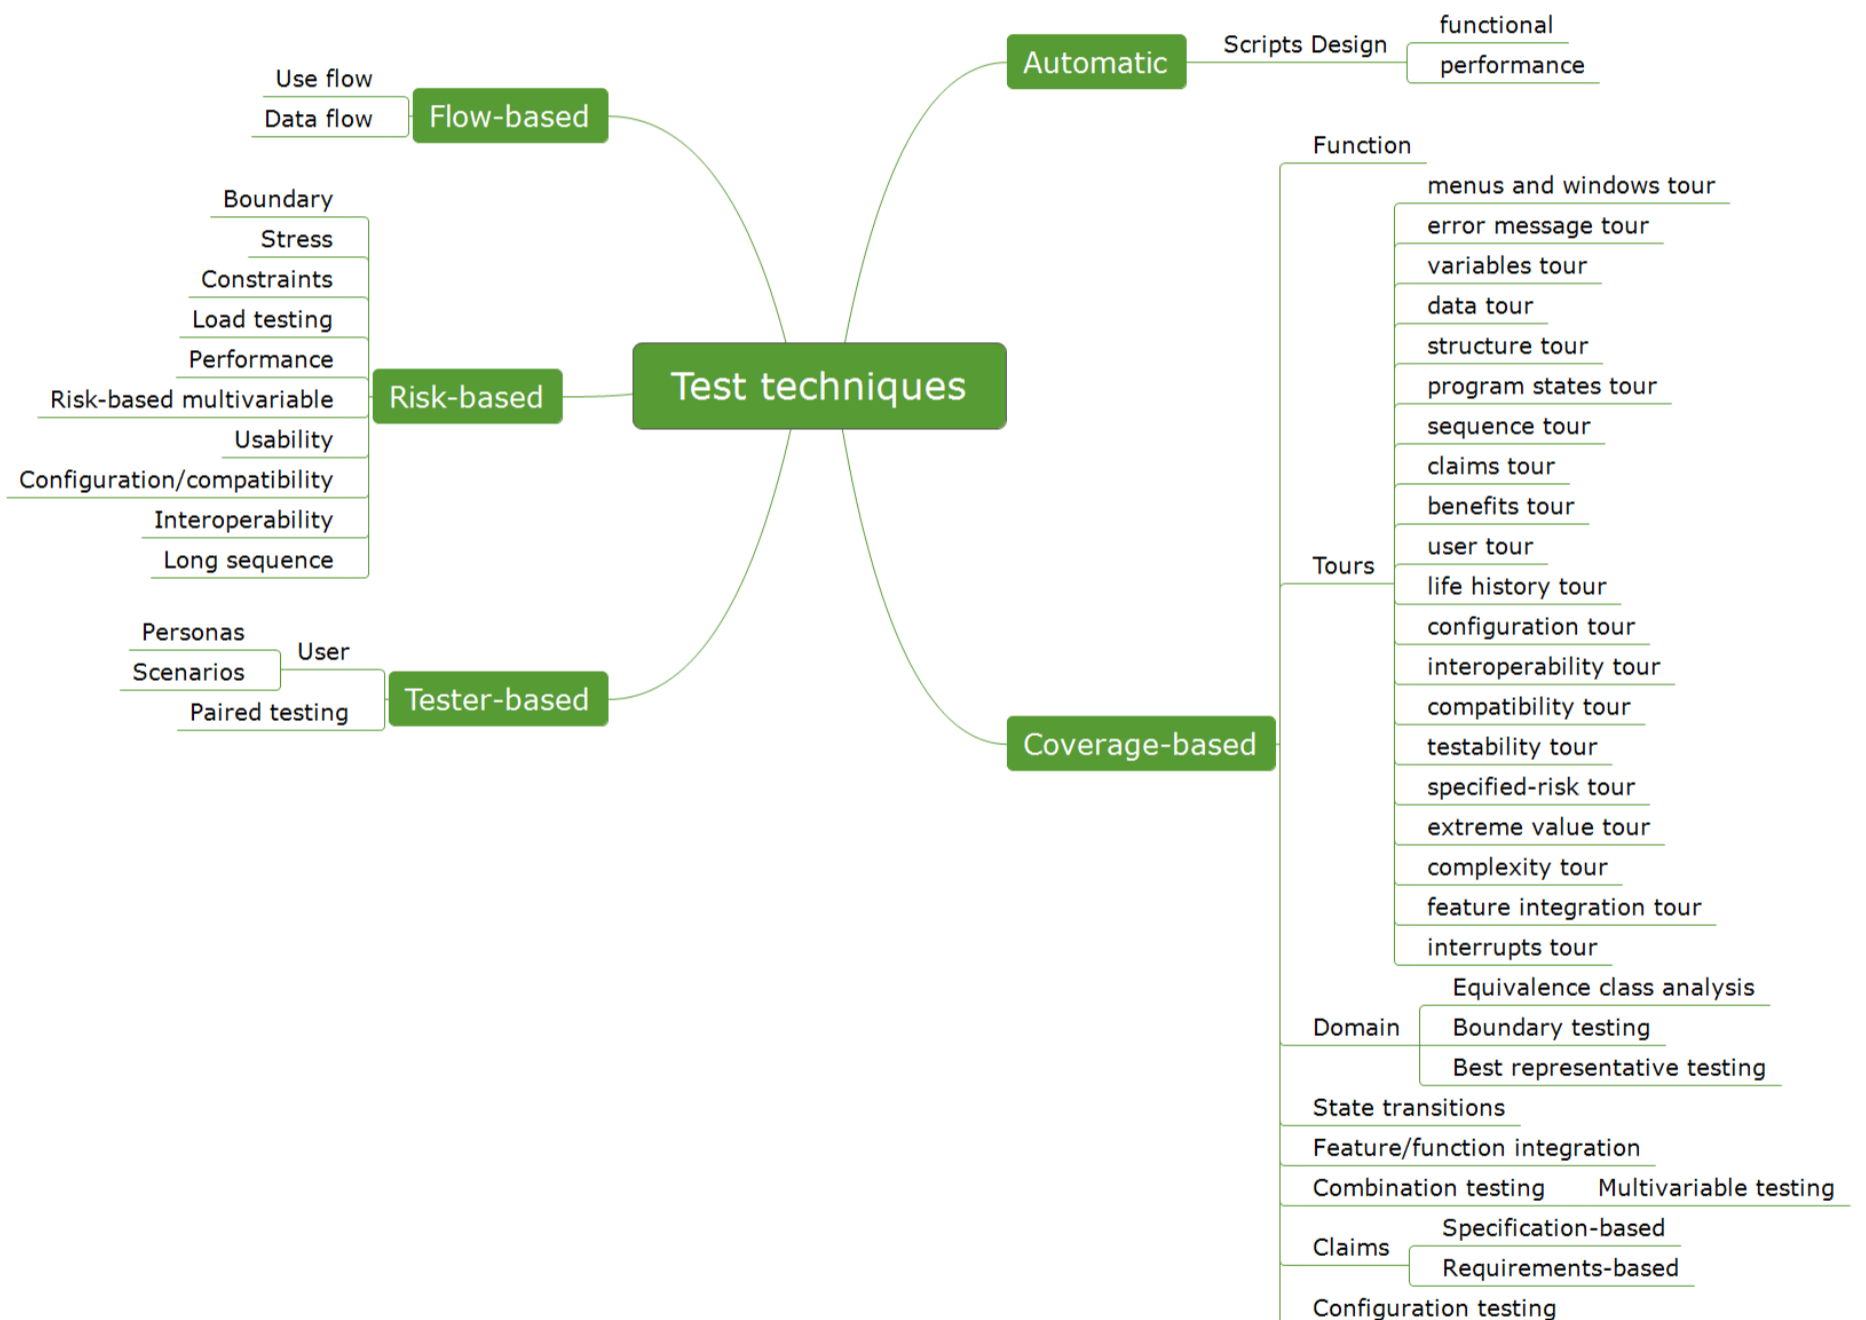 Test techniques
Flow-based
Use flow
Data flow
Risk-based
Boundary
Stress
Constraints
Load testing
Performance
Risk-based multivariable
Usability
Configuration/compatibility
Interoperability
Long sequence
Tester-based
User
Personas
Scenarios
Paired testing
Automatic
Scripts Design
functional
performance
Coverage-based
Function
Tours
menus and windows tour
error message tour
variables tour
data tour
structure tour
program states tour
sequence tour
claims tour
benefits tour
user tour
life history tour
configuration tour
interoperability tour
compatibility tour
testability tour
specified-risk tour
extreme value tour
complexity tour
feature integration tour
interrupts tour
Domain
Equivalence class analysis
Boundary testing
Best representative testing
State transitions
Feature/function integration
Combination testing
Multivariable testing
Claims
Specification-based
Requirements-based
Configuration testing